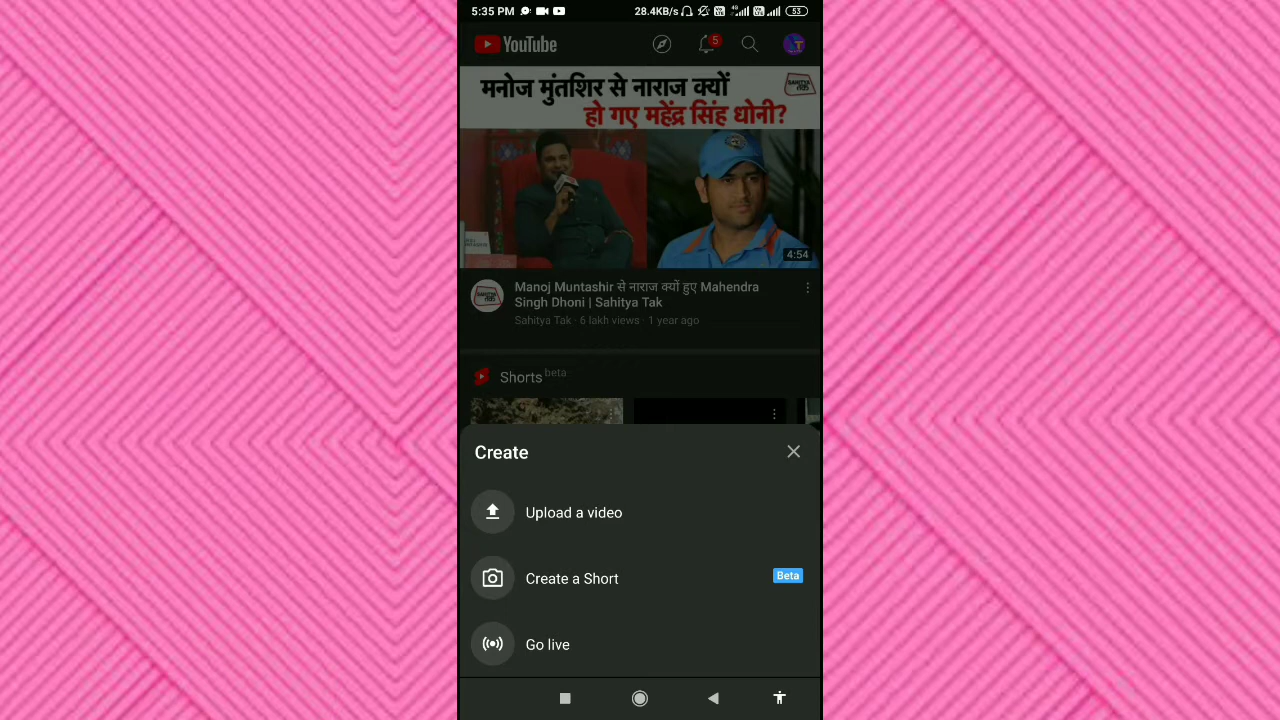 5:35 PM 28.4KB/s 53
YouTube 5
मनोज मुंतशिर से नाराज क्यों
हो गए महेंद्र सिंह धोनी?
4:54
Manoj Muntashir से नाराज क्यों हुए Mahendra
Singh Dhoni | Sahitya Tak
Sahitya Tak · 6 lakh views · 1 year ago
Shorts beta
Create
Upload a video
Create a Short Beta
Go live